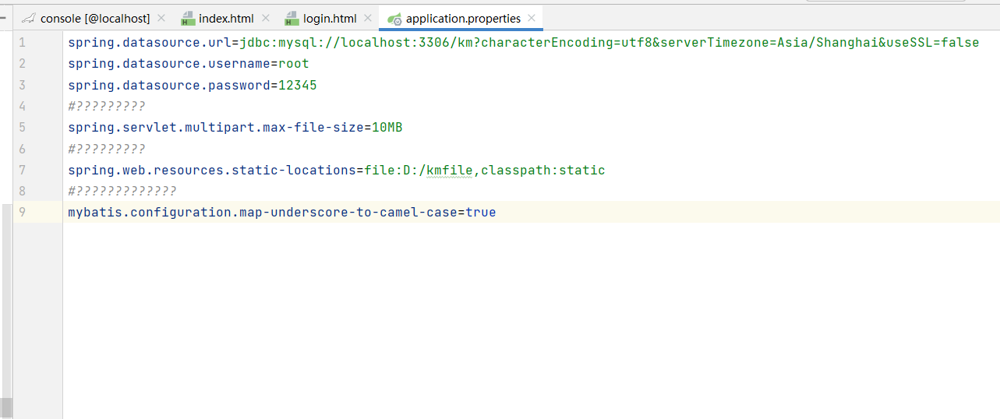 console [@localhost] index.html login.html application.properties
1 spring.datasource.url=jdbc:mysql://localhost:3306/km?characterEncoding=utf8&serverTimezone=Asia/Shanghai&useSSL=false
2 spring.datasource.username=root
3 spring.datasource.password=12345
4 #?????????
5 spring.servlet.multipart.max-file-size=10MB
6 #?????????
7 spring.web.resources.static-locations=file:D:/kmfile,classpath:static
8 #?????????????
9 mybatis.configuration.map-underscore-to-camel-case=true